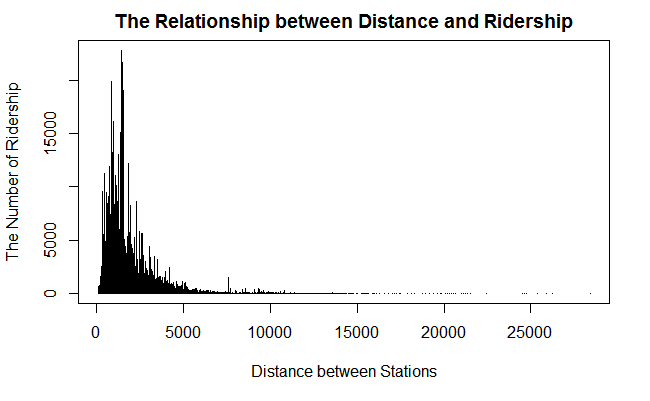 The Relationship between Distance and Ridership
The Number of Ridership
15000
5000
0
0 5000 10000 15000 20000 25000
Distance between Stations